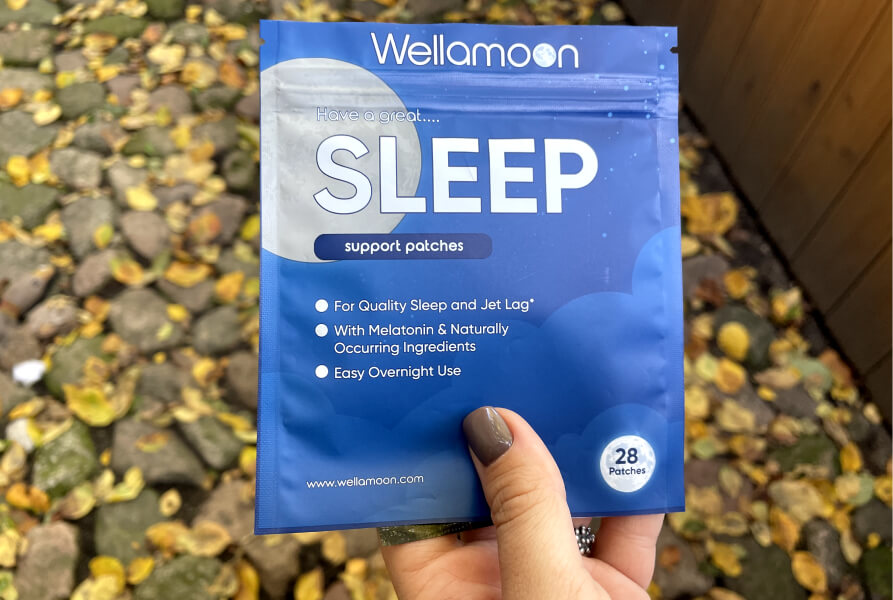 Wellamoon
Have a great....
SLEEP
support patches
For Quality Sleep and Jet Lag*
With Melatonin & Naturally
Occurring Ingredients
Easy Overnight Use
28
Patches
www.wellamoon.com